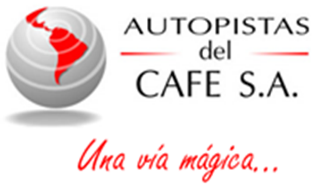 AUTOPISTAS
del
CAFE S.A.
Una vía mágica...